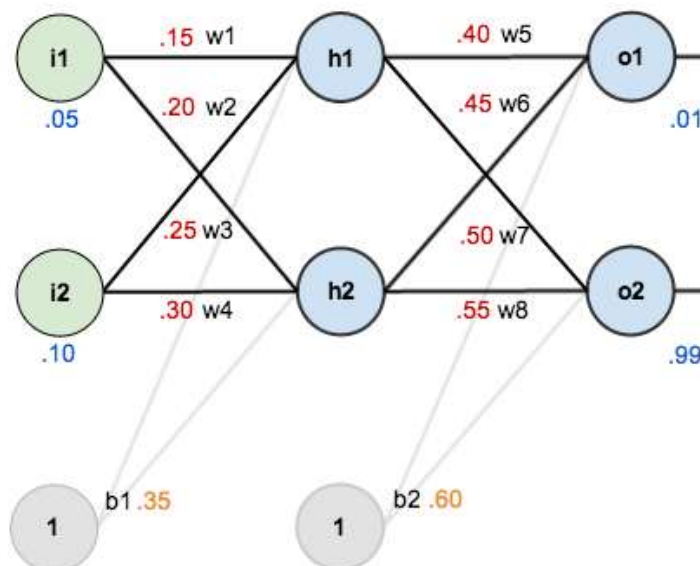 i1 .15 w1 h1 .40 w5 o1
.05 .20 w2 .45 w6 .01
.25 w3 .50 w7
i2 .30 w4 h2 .55 w8 o2
.10 .99
b1 .35 b2 .60
1 1